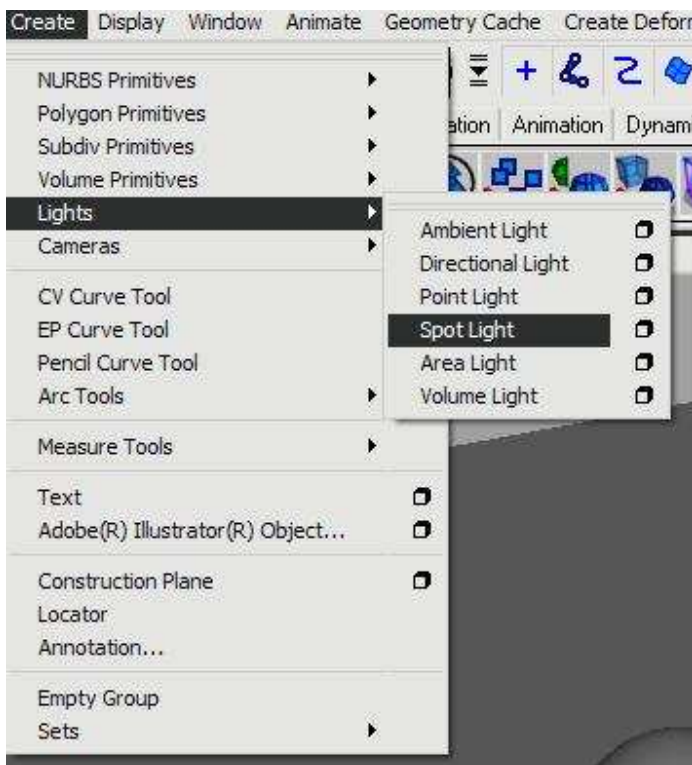 Create Display Window Animate Geometry Cache Create Defor
NURBS Primitives
Polygon Primitives
Subdiv Primitives
Volume Primitives
Lights
Cameras
CV Curve Tool
EP Curve Tool
Pencil Curve Tool
Arc Tools
Measure Tools
Text
Adobe(R) Illustrator(R) Object...
Construction Plane
Locator
Annotation...
Empty Group
Sets
ation Animation Dynam
Ambient Light
Directional Light
Point Light
Spot Light
Area Light
Volume Light